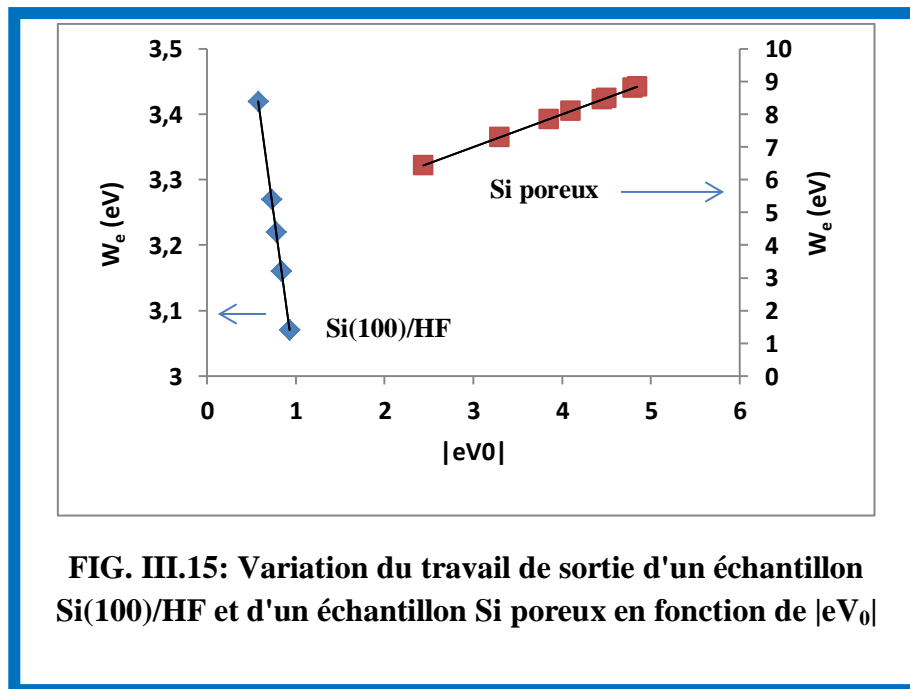 3,5
3,4
3,3
3,2
3,1
3
W_e (eV)
10
9
8
7
6
5
4
3
2
1
0
W_e (eV)
Si poreux
Si(100)/HF
0 1 2 3 4 5 6
|eV0|
FIG. III.15: Variation du travail de sortie d'un échantillon
Si(100)/HF et d'un échantillon Si poreux en fonction de |eV₀|